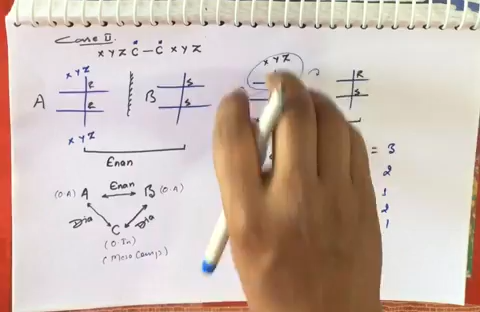 Case II.
x y z Ċ – Ċ x y z
x y z
A R R
x y z
B S S
Enan
x y z
R
S
= 3
2
1
2
1
(O.A) A Enan B (O.A)
Dia Dia
C
(O.In)
(Meso Comp)